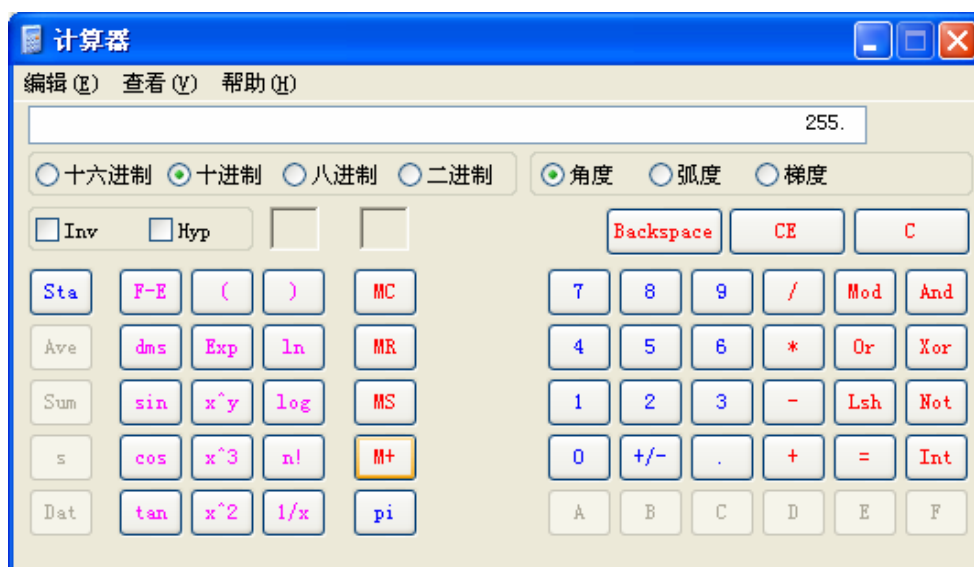 计算器
编辑(E) 查看(V) 帮助(H)
255.
十六进制 十进制 八进制 二进制 角度 弧度 梯度
Inv Hyp Backspace CE C
Sta F-E ( ) MC 7 8 9 / Mod And
Ave dms Exp ln MR 4 5 6 * Or Xor
Sum sin x^y log MS 1 2 3 - Lsh Not
s cos x^3 n! M+ 0 +/- . + = Int
Dat tan x^2 1/x pi A B C D E F